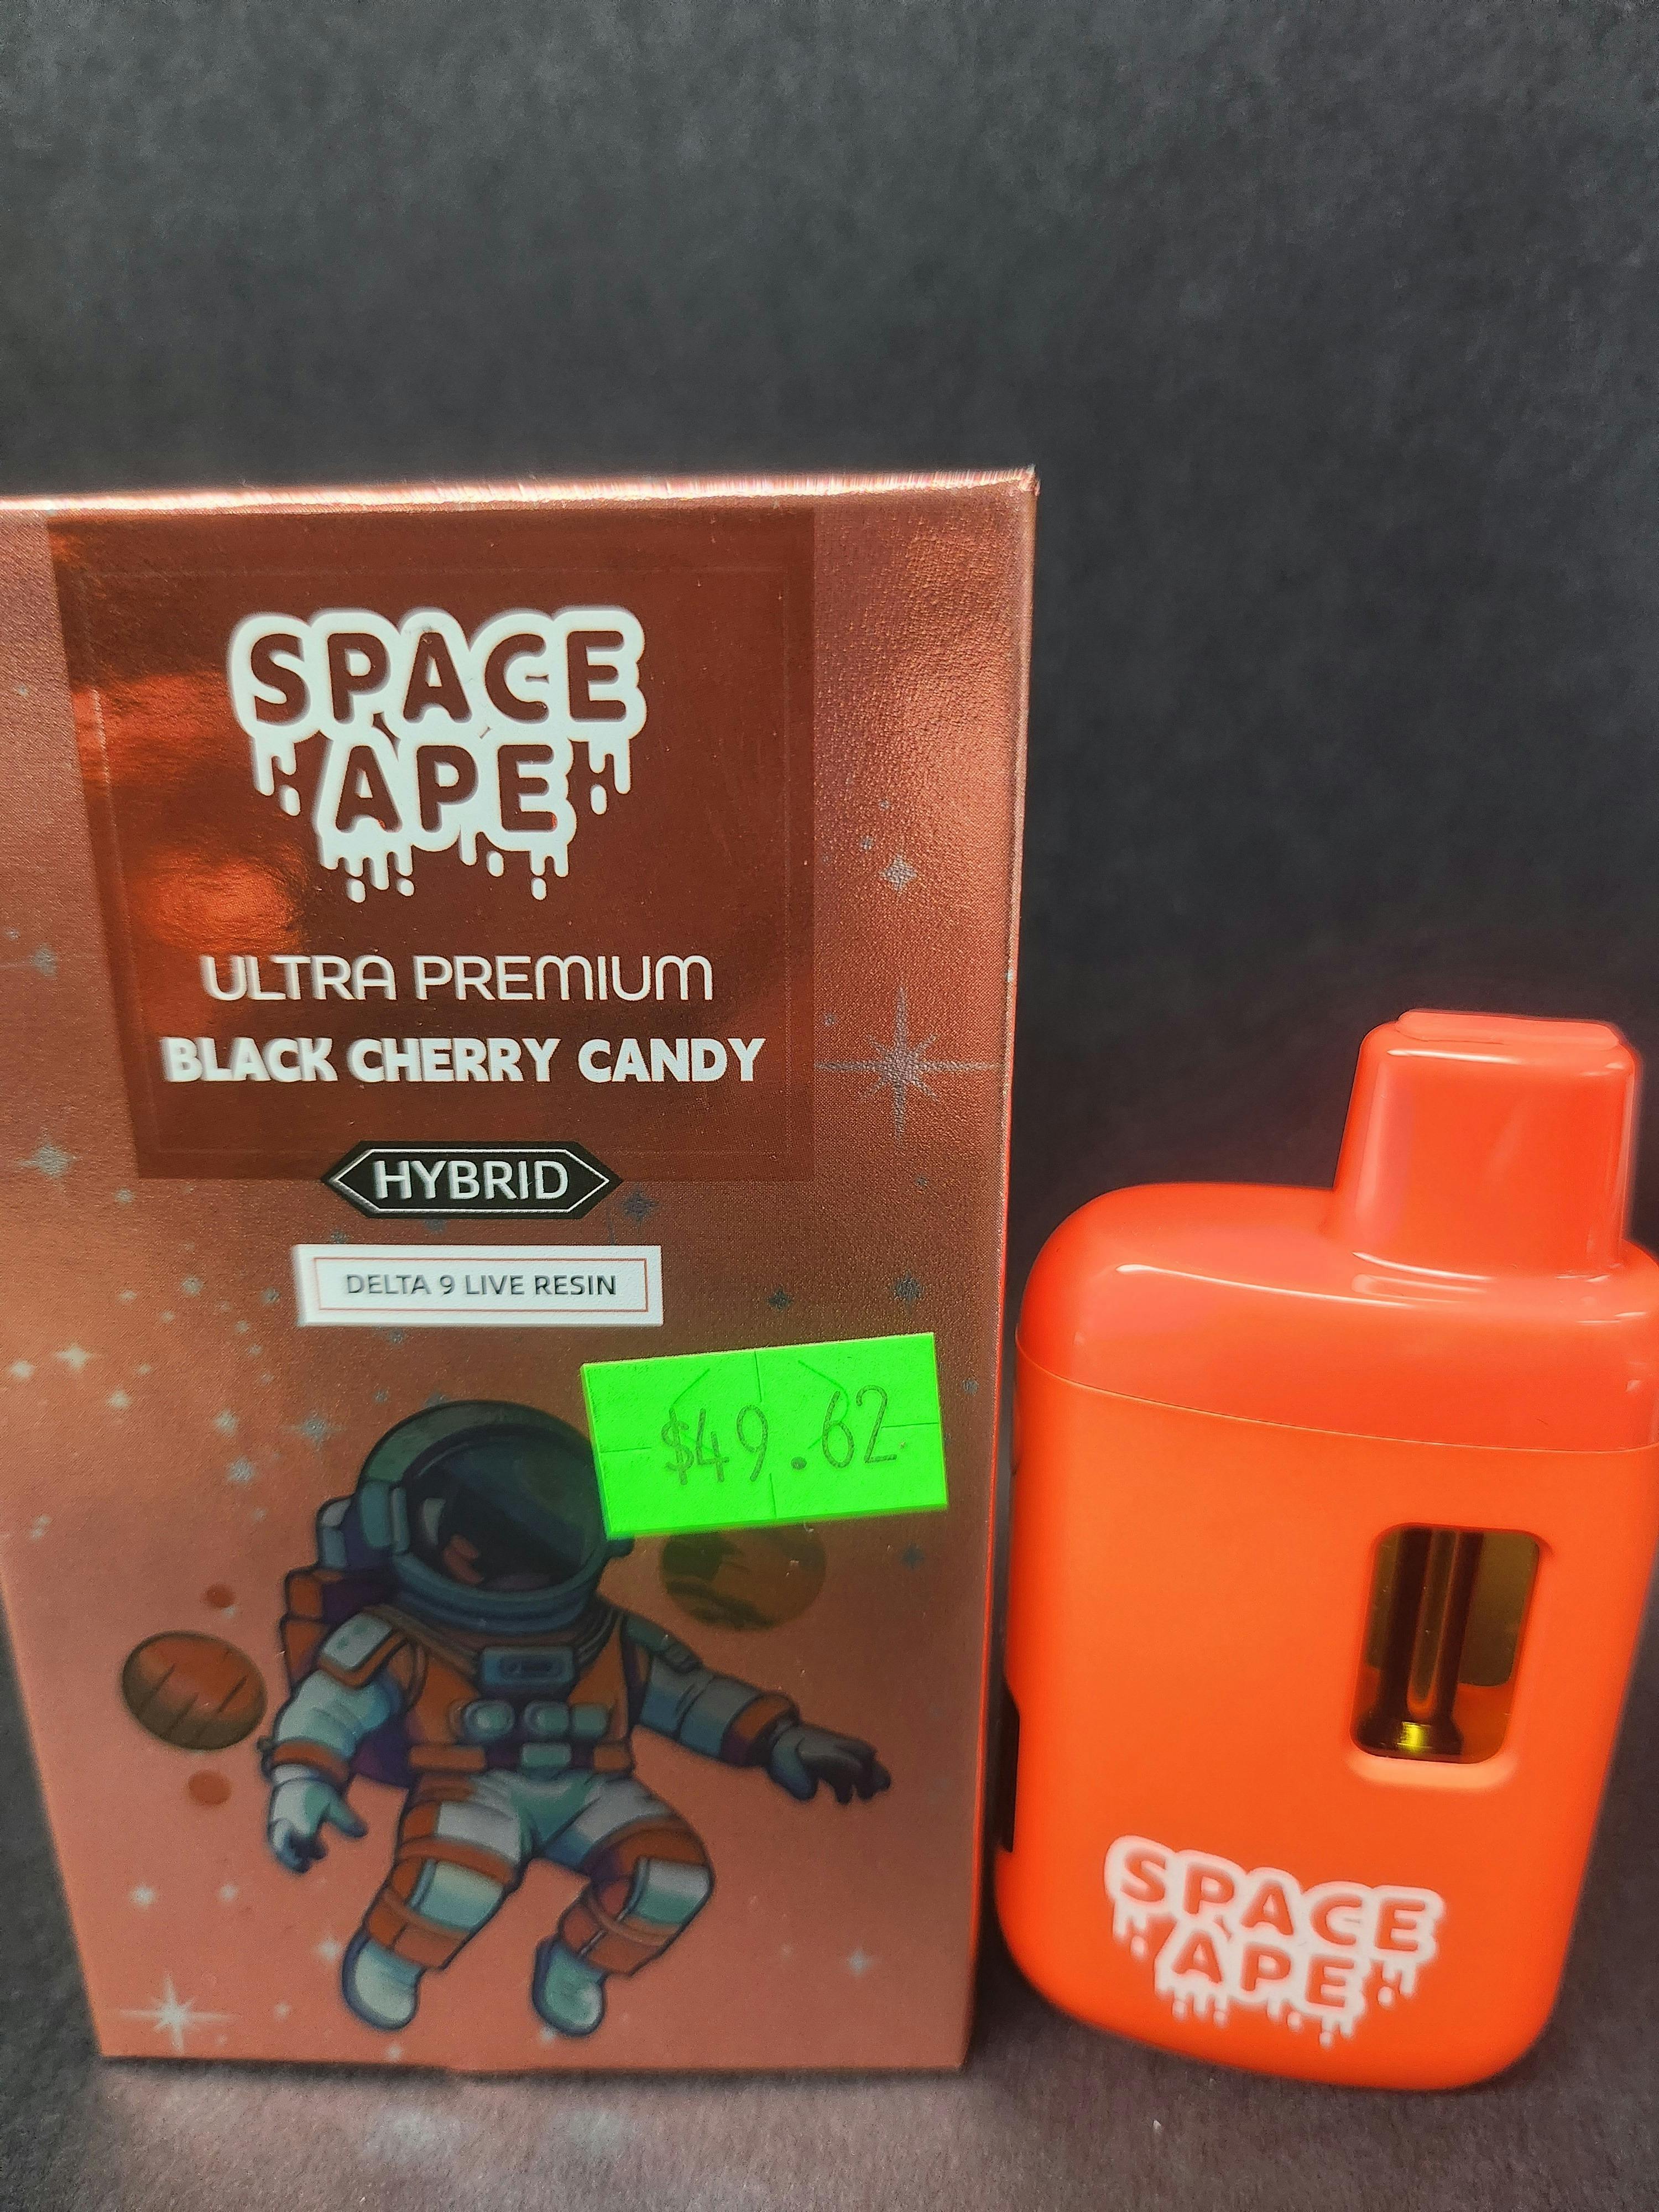 SPACE
APE
ULTRA PREMIUM
BLACK CHERRY CANDY
HYBRID
DELTA 9 LIVE RESIN
$49.62
SPACE
APE